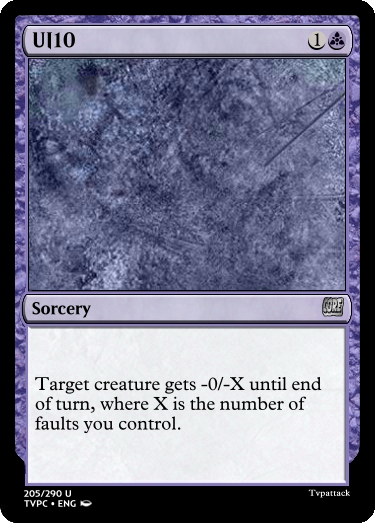 UI10
1
Sorcery
CORE
Target creature gets -0/-X until end
of turn, where X is the number of
faults you control.
205/290 U
Tvpattack
TVPC • ENG